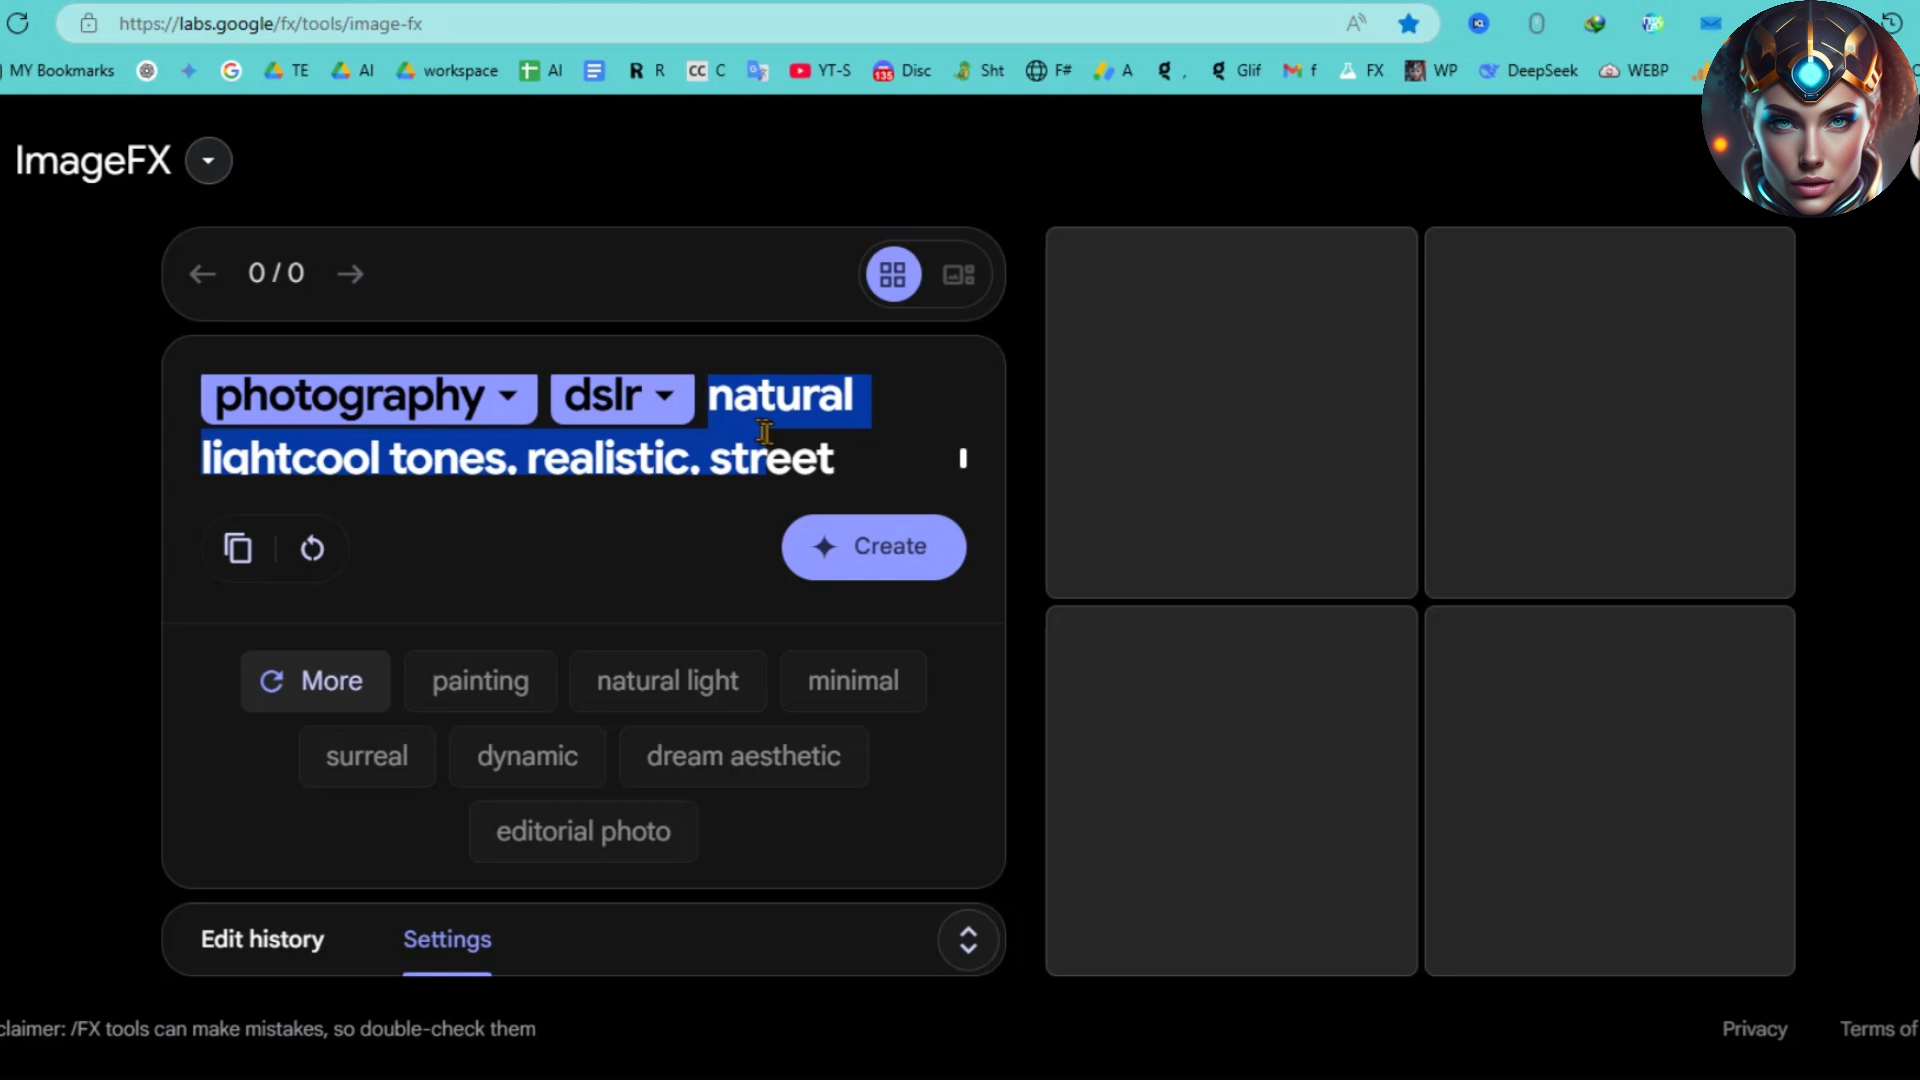 https://labs.google/fx/tools/image-fx
MY Bookmarks TE AI workspace AI R CC C YT-S 135 Disc Sht F# A . Glif f FX WP DeepSeek WEBP
ImageFX
0 / 0
photography dslr natural
lightcool tones, realistic, street
Create
More painting natural light minimal
surreal dynamic dream aesthetic
editorial photo
Edit history Settings
claimer: /FX tools can make mistakes, so double-check them
Privacy Terms of